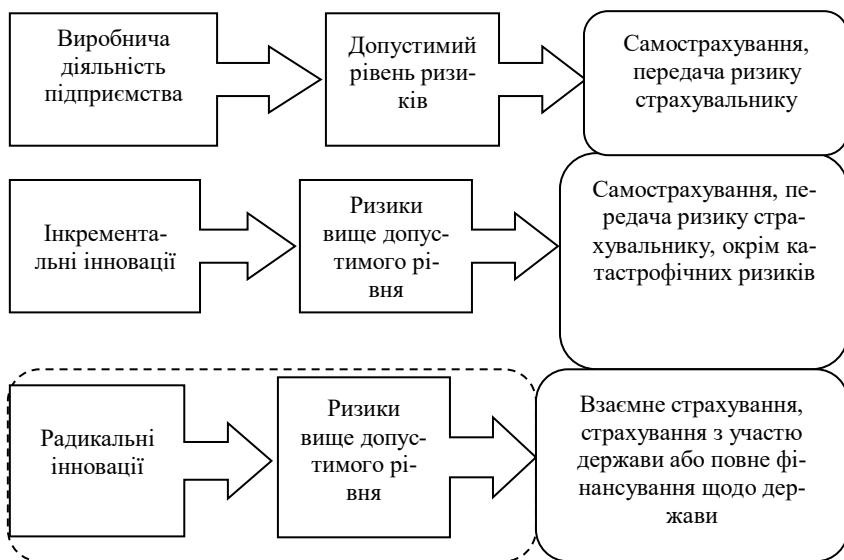 Виробнича
діяльність
підприємства
Допустимий
рівень ризи-
ків
Самострахування,
передача ризику
страхувальнику
Інкремента-
льні інновації
Ризики
вище допус-
тимого рі-
вня
Самострахування, пе-
редача ризику стра-
хувальнику, окрім ка-
тастрофічних ризиків
Радикальні
інновації
Ризики
вище допус-
тимого рі-
вня
Взаємне страхування,
страхування з участю
держави або повне фі-
нансування щодо дер-
жави